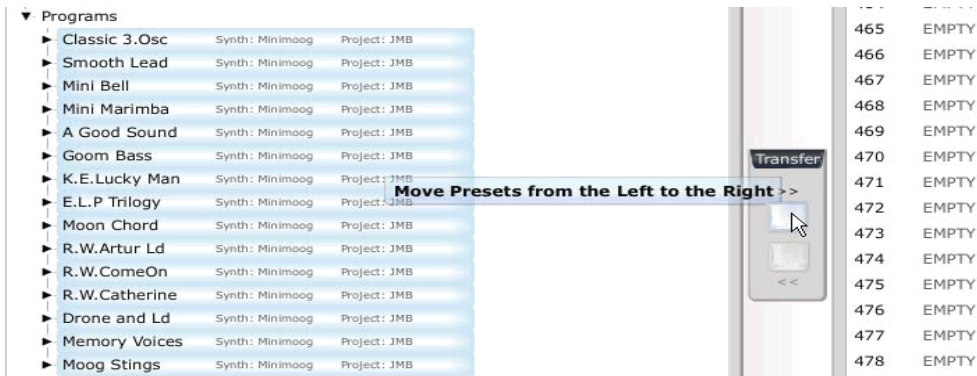 Programs
Classic 3.Osc Synth: Minimoog Project: JMB
Smooth Lead Synth: Minimoog Project: JMB
Mini Bell Synth: Minimoog Project: JMB
Mini Marimba Synth: Minimoog Project: JMB
A Good Sound Synth: Minimoog Project: JMB
Goom Bass Synth: Minimoog Project: JMB
K.E.Lucky Man Synth: Minimoog Project: JMB
E.L.P Trilogy Synth: Minimoog Project: JMB
Moon Chord Synth: Minimoog Project: JMB
R.W.Artur Ld Synth: Minimoog Project: JMB
R.W.ComeOn Synth: Minimoog Project: JMB
R.W.Catherine Synth: Minimoog Project: JMB
Drone and Ld Synth: Minimoog Project: JMB
Memory Voices Synth: Minimoog Project: JMB
Moog Stings Synth: Minimoog Project: JMB
Move Presets from the Left to the Right
Transfer
>>
<<
465 EMPTY
466 EMPTY
467 EMPTY
468 EMPTY
469 EMPTY
470 EMPTY
471 EMPTY
472 EMPTY
473 EMPTY
474 EMPTY
475 EMPTY
476 EMPTY
477 EMPTY
478 EMPTY